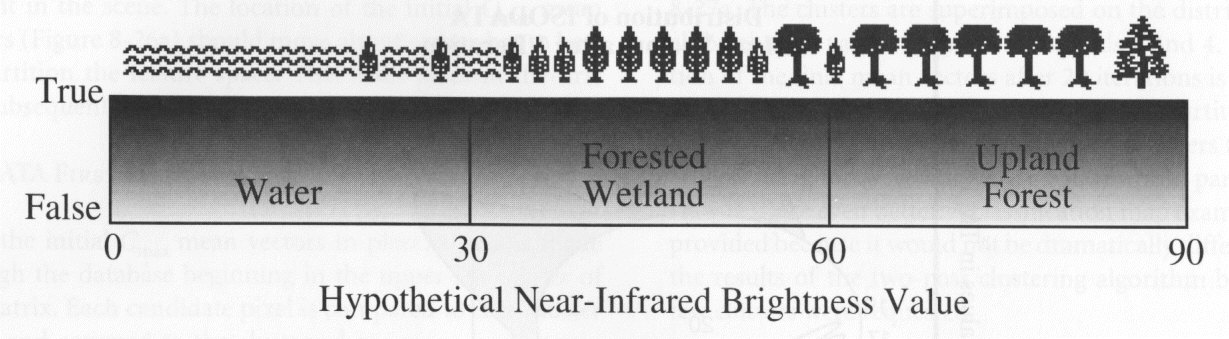 True
False
Water
Forested
Wetland
Upland
Forest
0
30
60
90
Hypothetical Near-Infrared Brightness Value